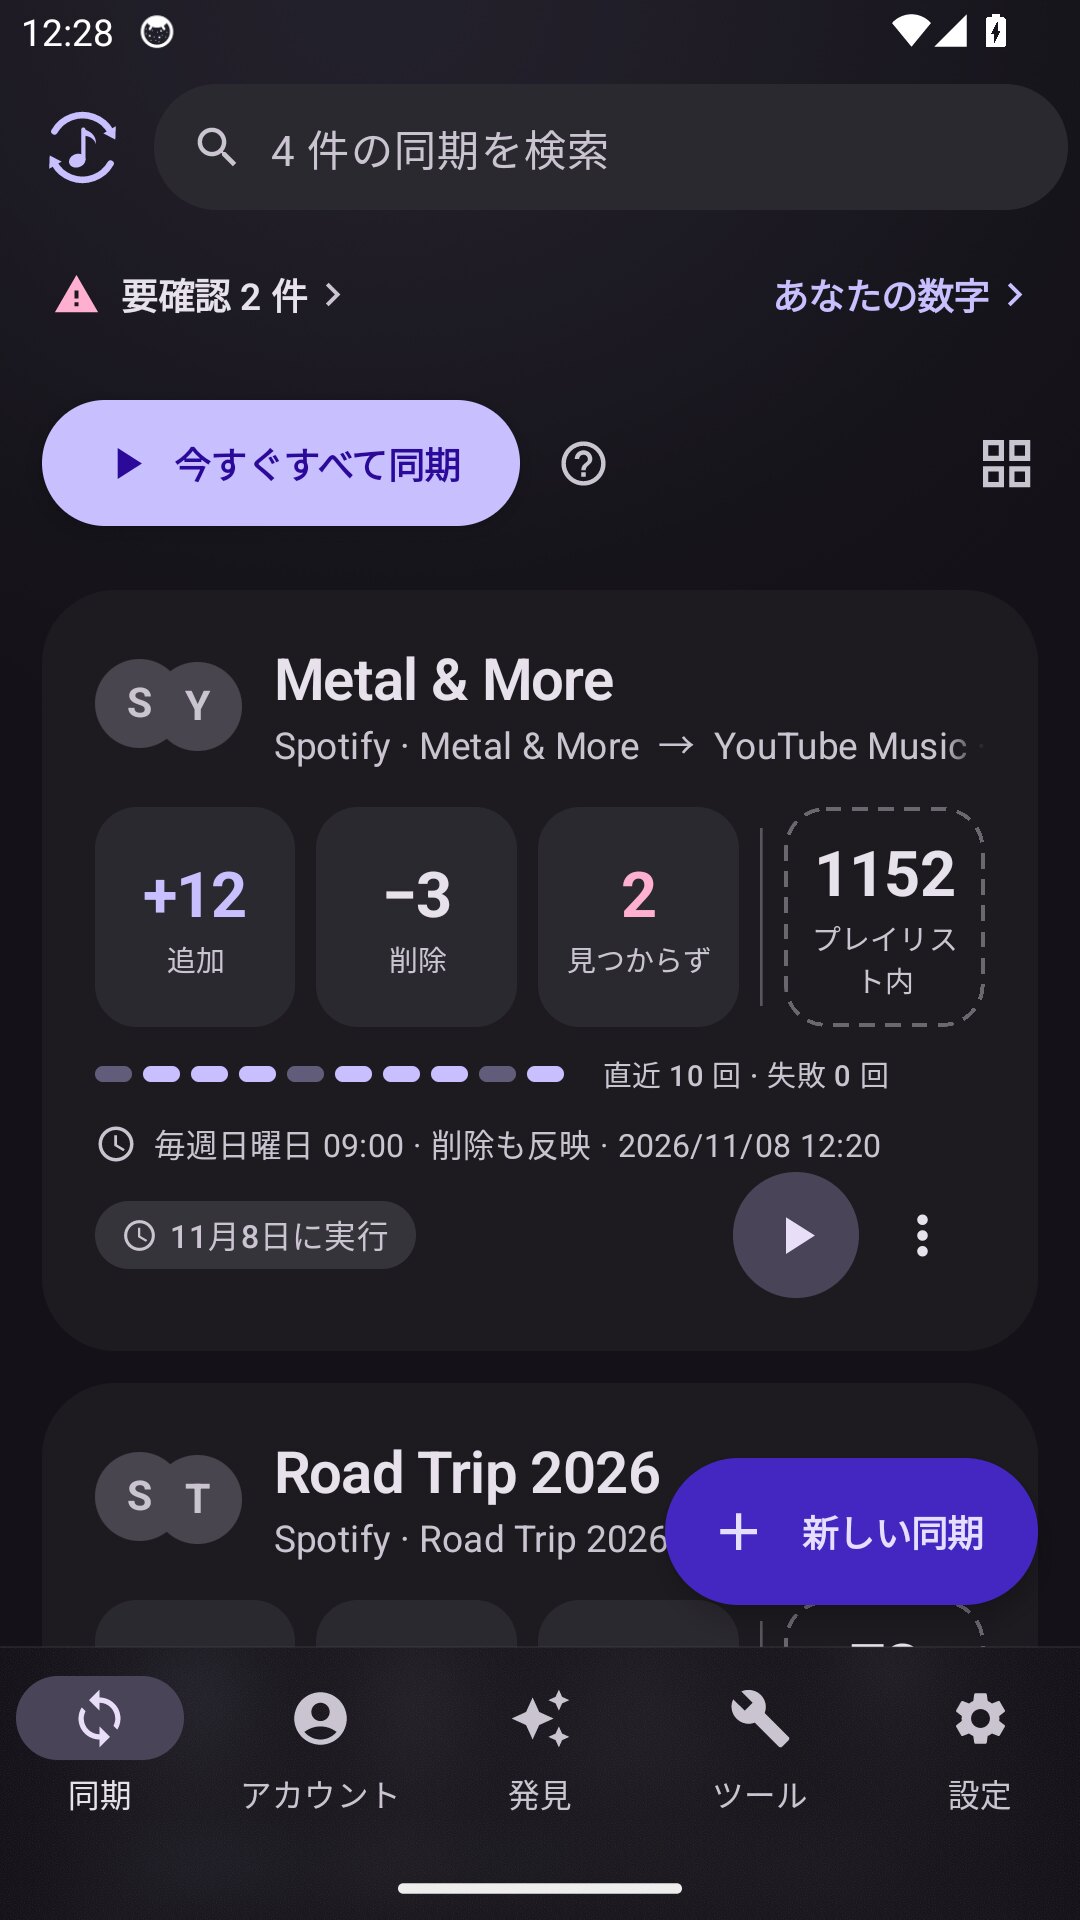 12:28
4 件の同期を検索
要確認 2 件
あなたの数字
今すぐすべて同期
S Y
Metal & More
Spotify · Metal & More → YouTube Music
+12
追加
−3
削除
2
見つからず
1152
プレイリス
ト内
直近 10 回 · 失敗 0 回
毎週日曜日 09:00 · 削除も反映 · 2026/11/08 12:20
11月8日に実行
S T
Road Trip 2026
Spotify · Road Trip 2026
新しい同期
同期
アカウント
発見
ツール
設定